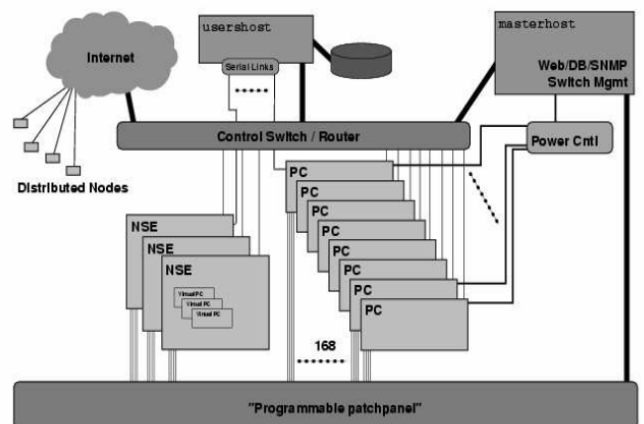 Internet
usershost
Serial Links
masterhost
Web/DB/SNMP
Switch Mgmt
Control Switch / Router
Power Cntl
Distributed Nodes
PC
PC
PC
PC
PC
PC
PC
PC
NSE
NSE
NSE
Virtual PC
Virtual PC
Virtual PC
168
"Programmable patchpanel"